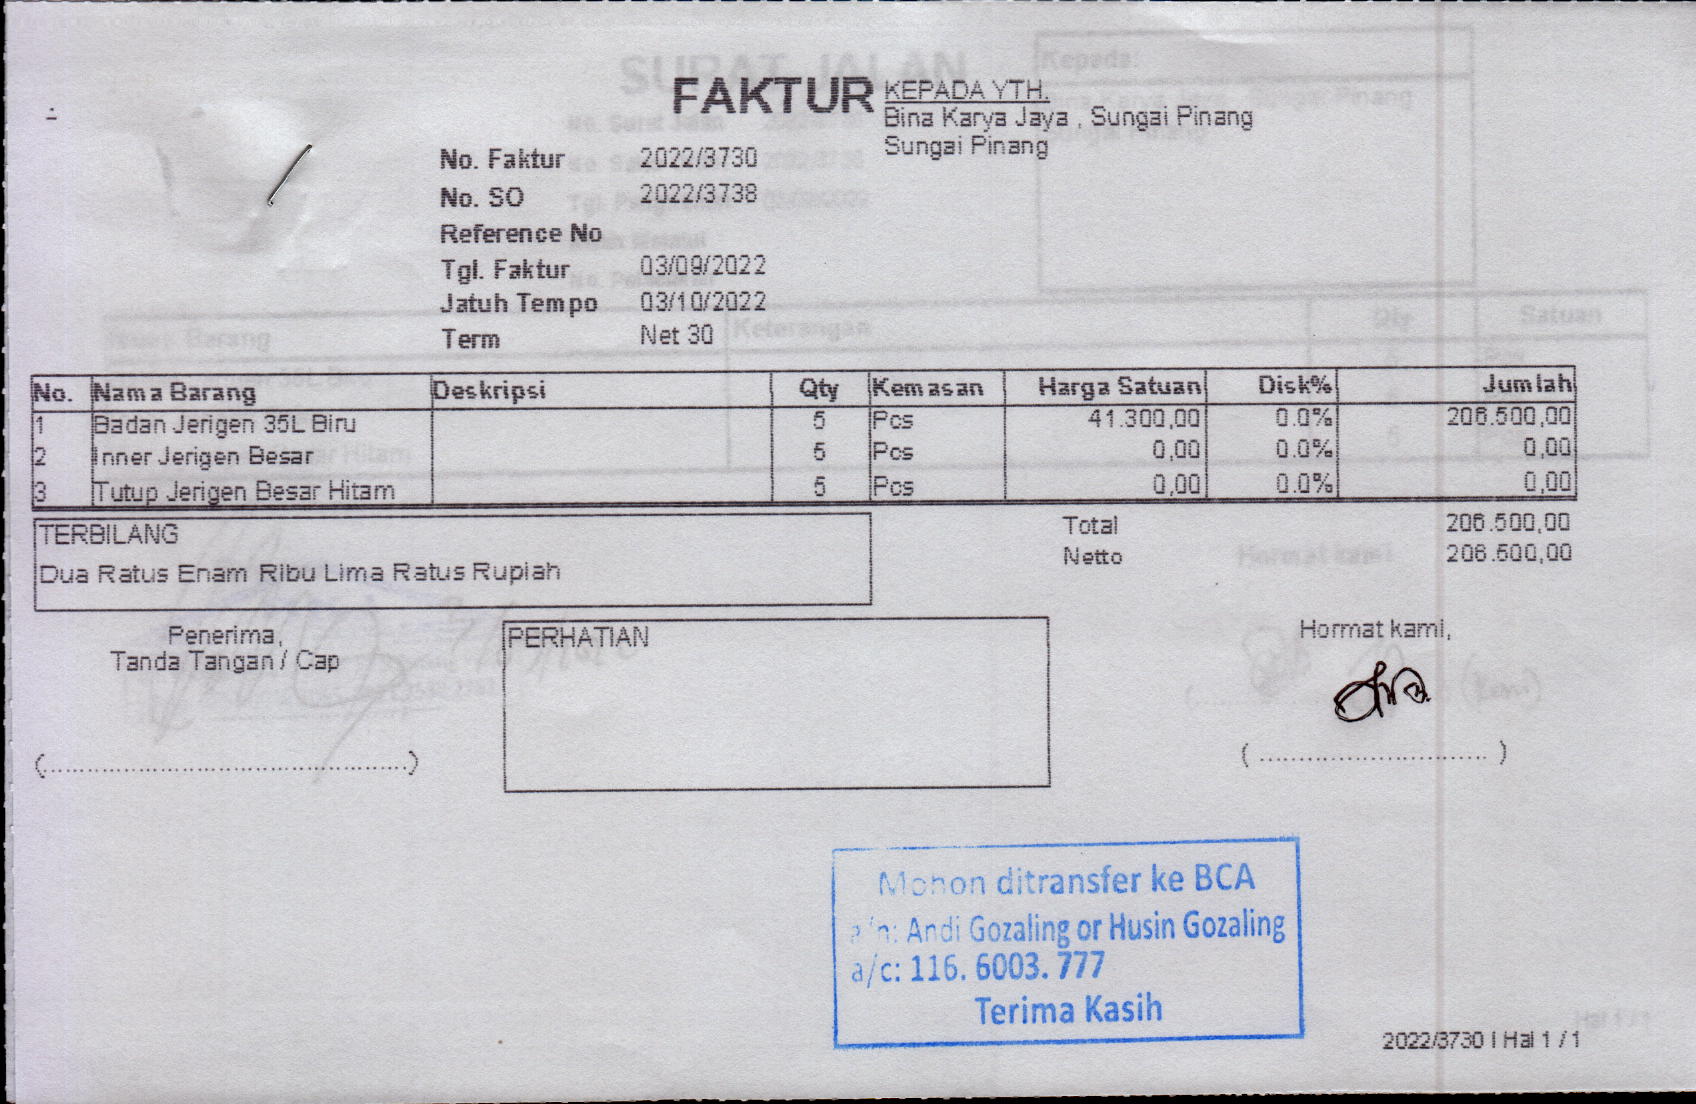 FAKTUR
KEPADA YTH.
Bina Karya Jaya , Sungai Pinang
Sungai Pinang
No. Faktur 2022/3730
No. SO 2022/3738
Reference No
Tgl. Faktur 03/09/2022
Jatuh Tempo 03/10/2022
Term Net 30
No. Nama Barang Deskripsi Qty Kemasan Harga Satuan Disk% Jumlah
1 Badan Jerigen 35L Biru 5 Pcs 41.300,00 0.0% 206.500,00
2 Inner Jerigen Besar 5 Pcs 0,00 0.0% 0,00
3 Tutup Jerigen Besar Hitam 5 Pcs 0,00 0.0% 0,00
TERBILANG
Dua Ratus Enam Ribu Lima Ratus Rupiah
Total 206.500,00
Netto 206.500,00
Penerima,
Tanda Tangan / Cap
(.................................................)
PERHATIAN
Hormat kami,
( ............................... )
Mohon ditransfer ke BCA
a/n: Andi Gozaling or Husin Gozaling
a/c: 116. 6003. 777
Terima Kasih
2022/3730 | Hal 1 / 1